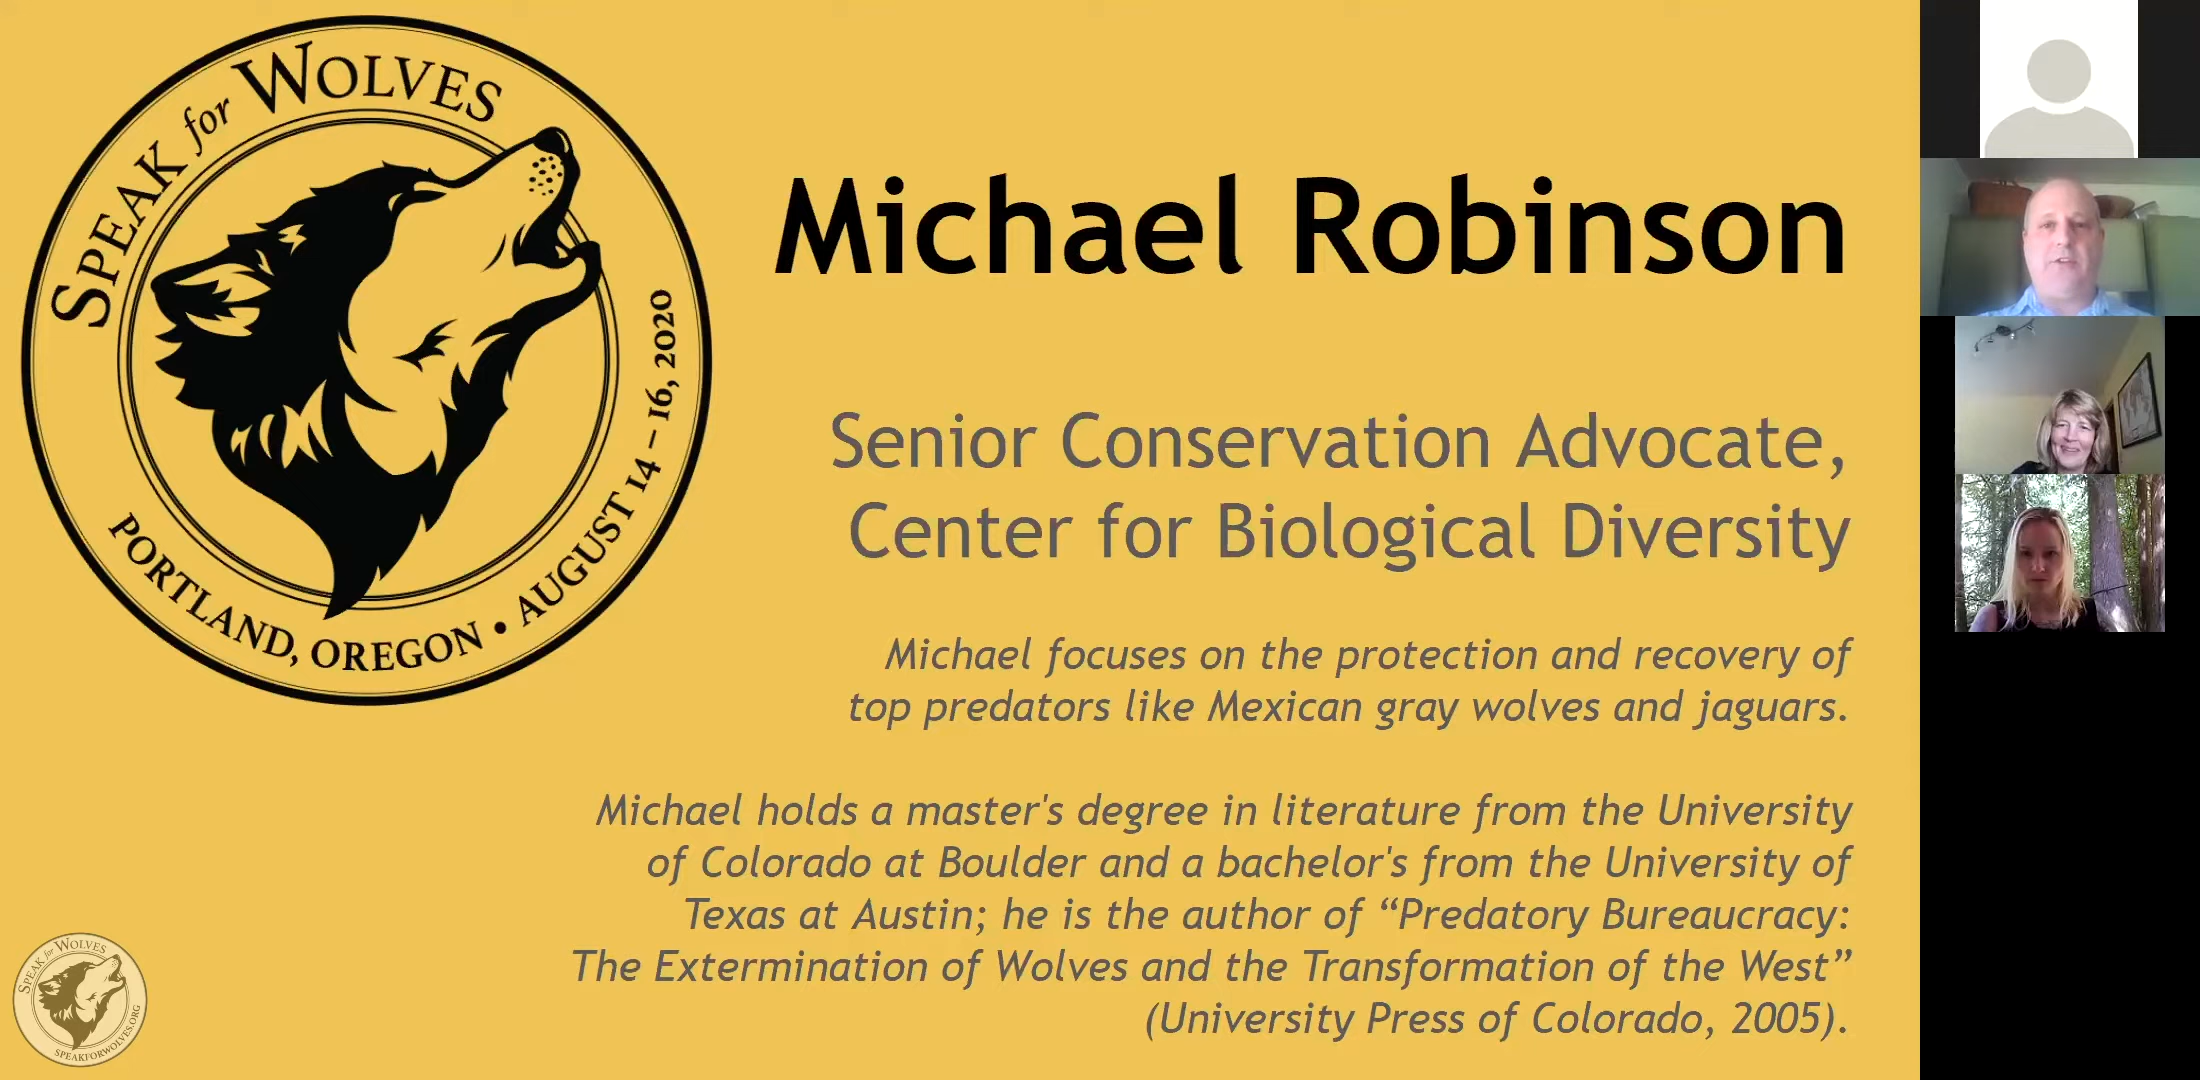 SPEAK for WOLVES
PORTLAND, OREGON • AUGUST 14 – 16, 2020
Michael Robinson
Senior Conservation Advocate,
Center for Biological Diversity
Michael focuses on the protection and recovery of
top predators like Mexican gray wolves and jaguars.
Michael holds a master's degree in literature from the University
of Colorado at Boulder and a bachelor's from the University of
Texas at Austin; he is the author of “Predatory Bureaucracy:
The Extermination of Wolves and the Transformation of the West”
(University Press of Colorado, 2005).
SPEAK for WOLVES
SPEAKFORWOLVES.ORG